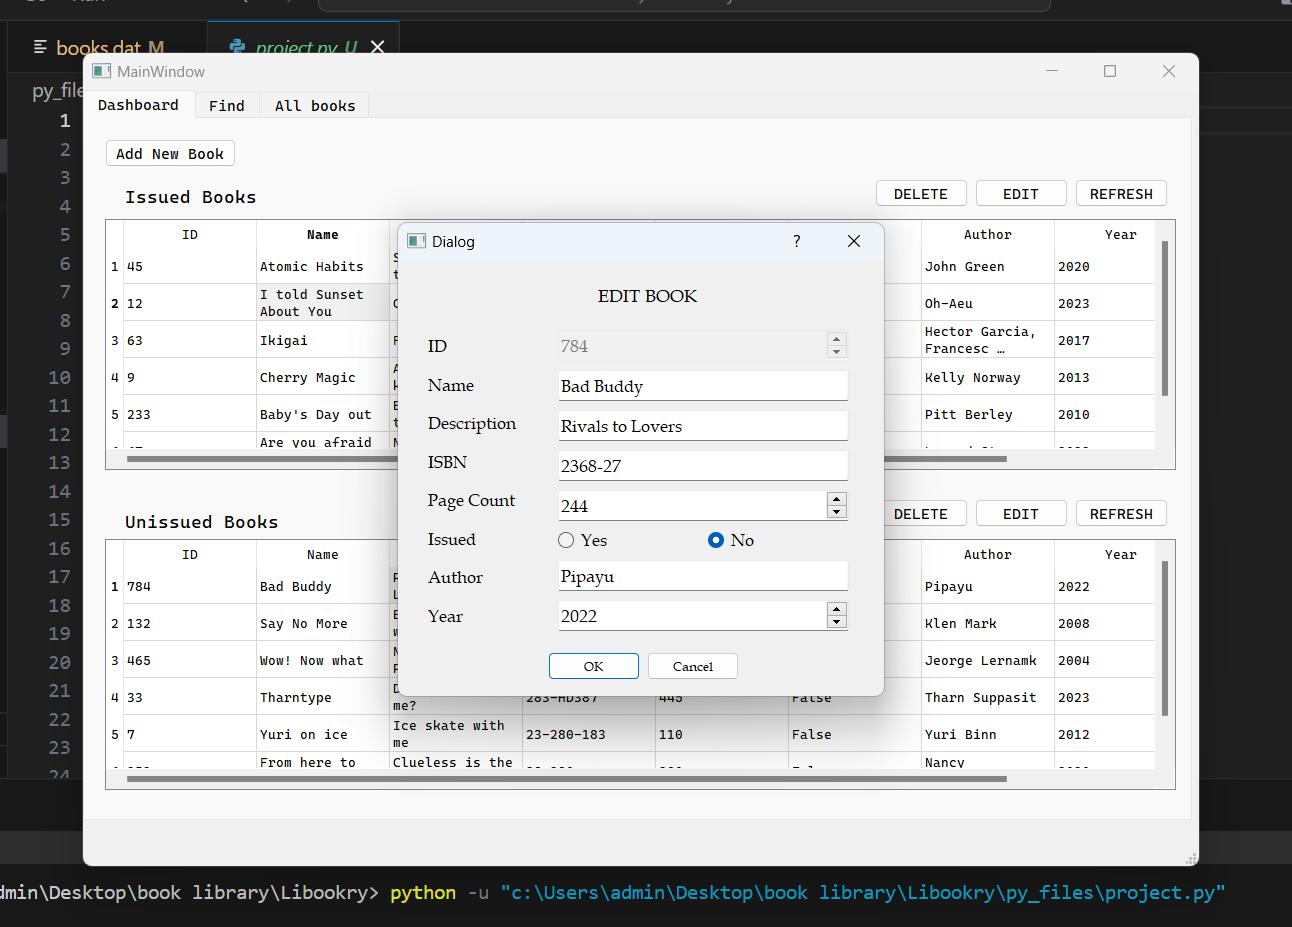 books.dat M
project.py U
py_file
MainWindow
Dashboard Find All books
Add New Book
Issued Books
DELETE EDIT REFRESH
ID Name Author Year
1 45 Atomic Habits John Green 2020
2 12 I told Sunset About You Oh-Aeu 2023
3 63 Ikigai Hector Garcia, Francesc … 2017
4 9 Cherry Magic Kelly Norway 2013
5 233 Baby's Day out Pitt Berley 2010
Are you afraid
Dialog ?
EDIT BOOK
ID 784
Name Bad Buddy
Description Rivals to Lovers
ISBN 2368-27
Page Count 244
Issued Yes No
Author Pipayu
Year 2022
OK Cancel
Unissued Books
DELETE EDIT REFRESH
ID Name Author Year
1 784 Bad Buddy Pipayu 2022
2 132 Say No More Klen Mark 2008
3 465 Wow! Now what Jeorge Lernamk 2004
4 33 Tharntype me? 283-HD387 445 False Tharn Suppasit 2023
5 7 Yuri on ice Ice skate with me 23-280-183 110 False Yuri Binn 2012
From here to Clueless is the Nancy
1
2
3
4
5
6
7
8
9
10
11
12
13
14
15
16
17
18
19
20
21
22
23
24
dmin\Desktop\book library\Libookry> python -u "c:\Users\admin\Desktop\book library\Libookry\py_files\project.py"